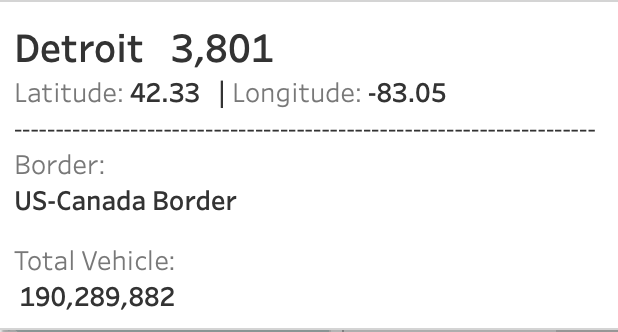 Detroit 3,801
Latitude: 42.33 | Longitude: -83.05
----------------------------------------------------------------------
Border:
US-Canada Border
Total Vehicle:
190,289,882